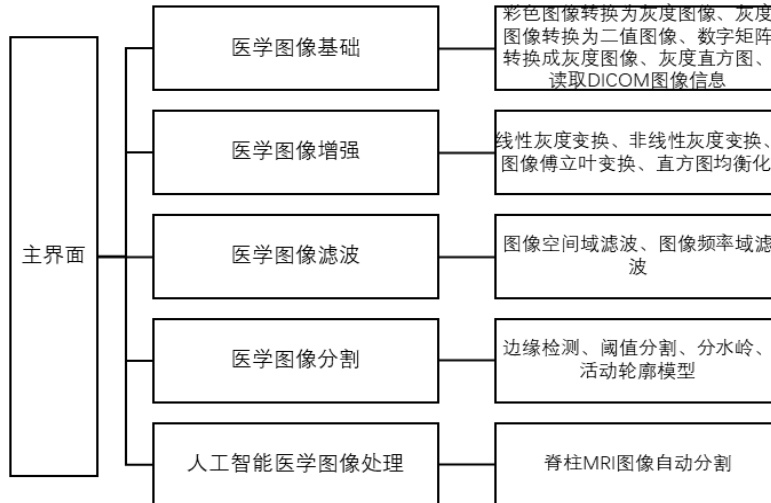 主界面
医学图像基础
彩色图像转换为灰度图像、灰度
图像转换为二值图像、数字矩阵
转换成灰度图像、灰度直方图、
读取DICOM图像信息
医学图像增强
线性灰度变换、非线性灰度变换、
图像傅立叶变换、直方图均衡化
医学图像滤波
图像空间域滤波、图像频率域滤
波
医学图像分割
边缘检测、阈值分割、分水岭、
活动轮廓模型
人工智能医学图像处理
脊柱MRI图像自动分割